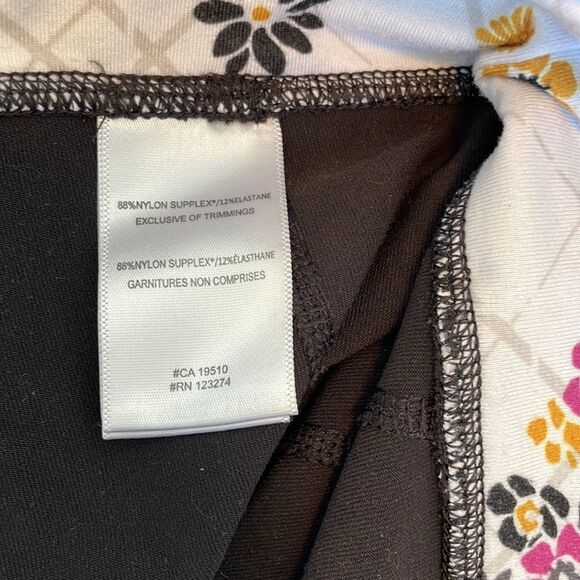 88%NYLON SUPPLEX®/12%ELASTANE
EXCLUSIVE OF TRIMMINGS
88%NYLON SUPPLEX®/12%ÉLASTHANE
GARNITURES NON COMPRISES
#CA 19510
#RN 123274